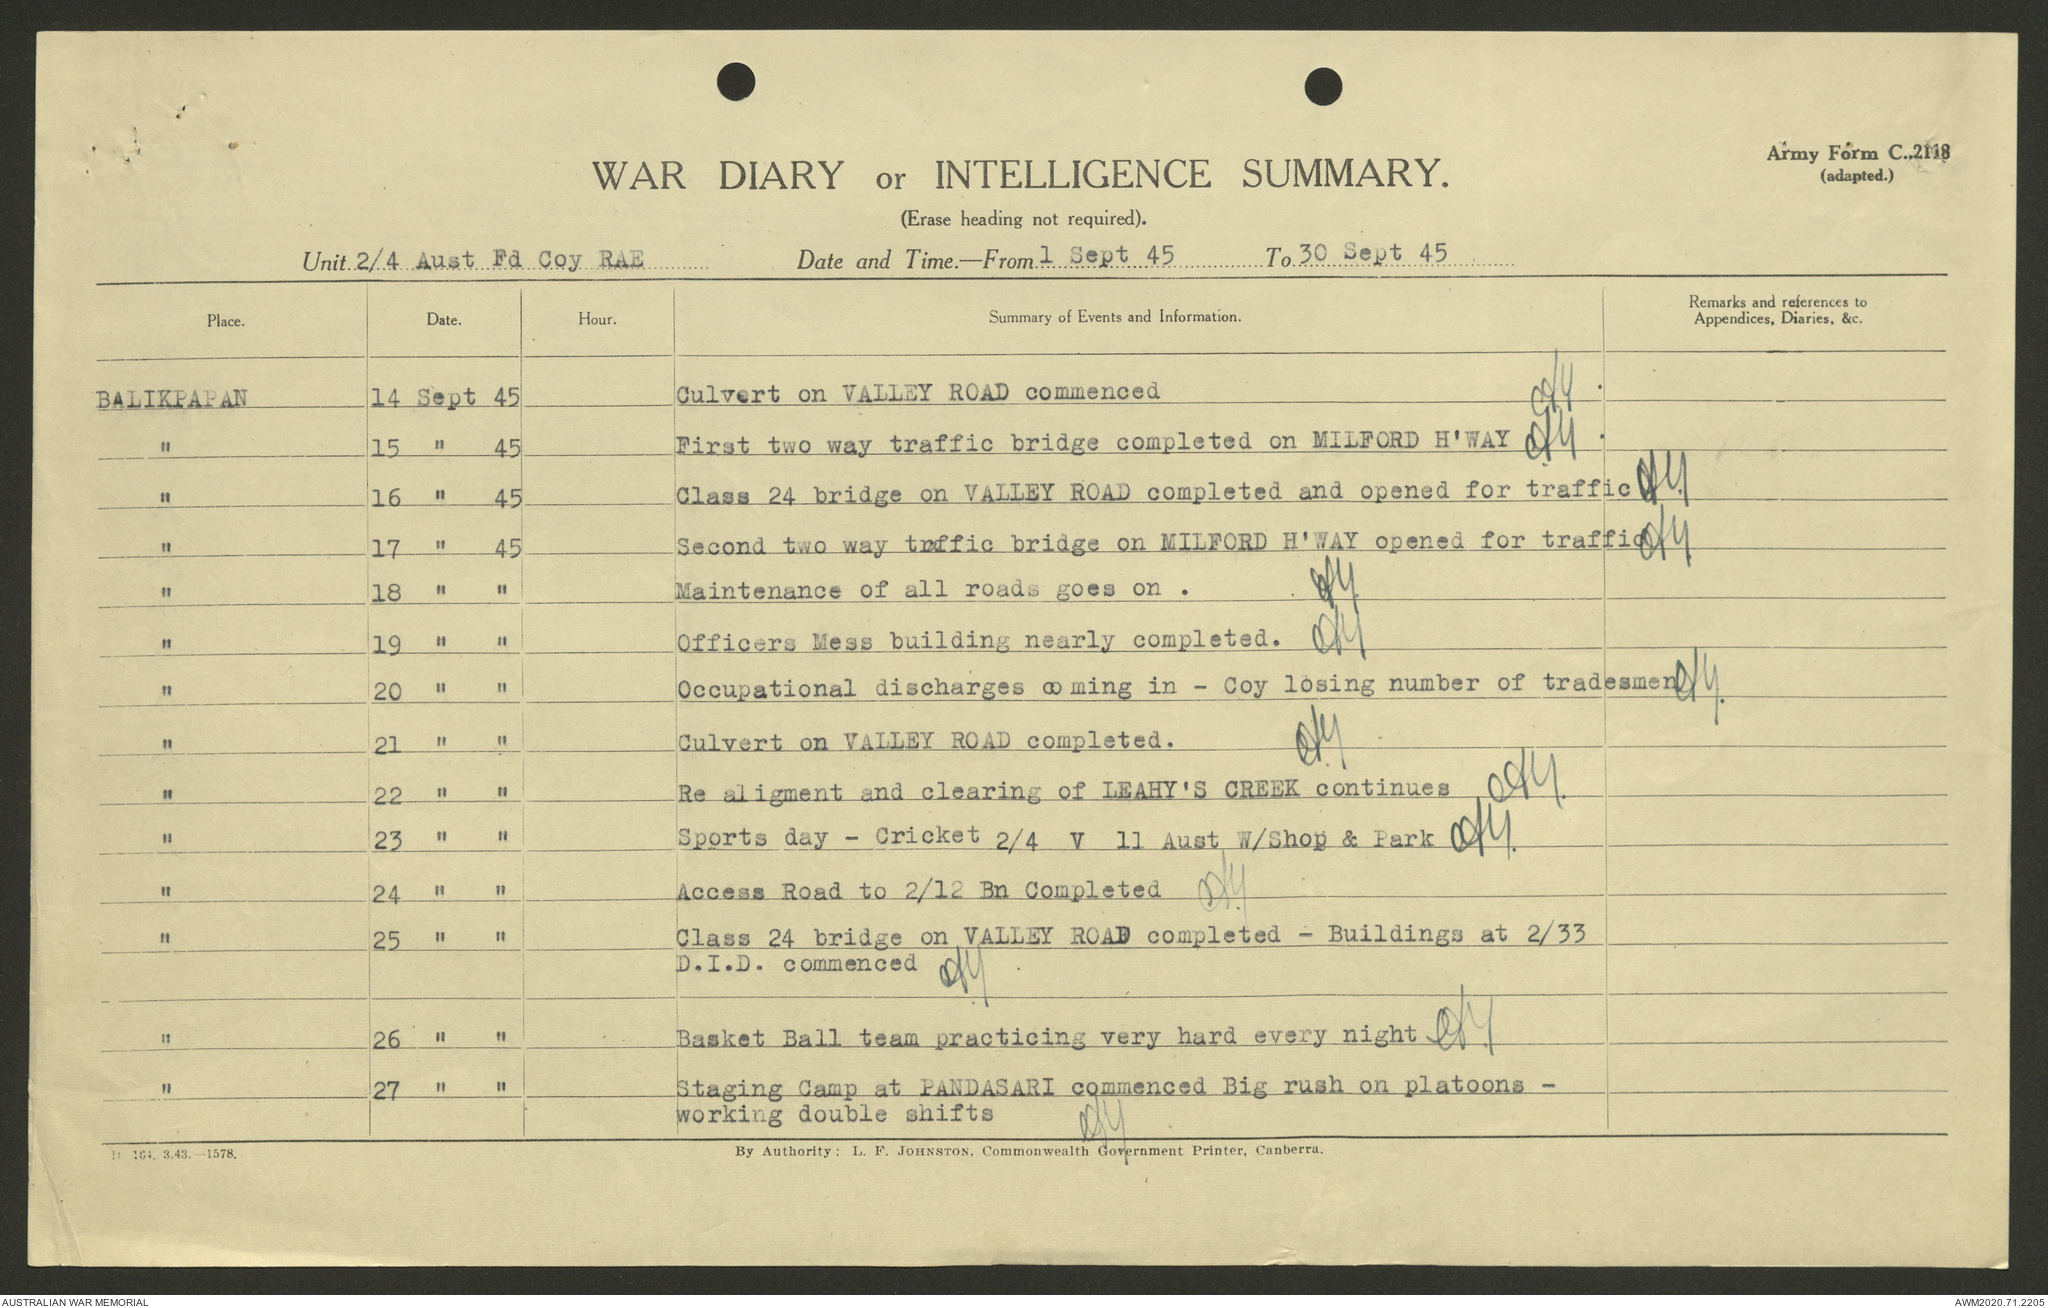 Army Form C. 2118
(adapted.)
WAR DIARY or INTELLIGENCE SUMMARY.
(Erase heading not required).
Unit 2/4 Aust Fd Coy RAE Date and Time.—From 1 Sept 45 To 30 Sept 45
Place. Date. Hour. Summary of Events and Information. Remarks and references to
Appendices, Diaries, &c.
BALIKPAPAN 14 Sept 45 Culvert on VALLEY ROAD commenced
" 15 " 45 First two way traffic bridge completed on MILFORD H'WAY
" 16 " 45 Class 24 bridge on VALLEY ROAD completed and opened for traffic
" 17 " 45 Second two way traffic bridge on MILFORD H'WAY opened for traffic
" 18 " " Maintenance of all roads goes on .
" 19 " " Officers Mess building nearly completed.
" 20 " " Occupational discharges coming in - Coy losing number of tradesmen
" 21 " " Culvert on VALLEY ROAD completed.
" 22 " " Re aligment and clearing of LEAHY'S CREEK continues
" 23 " " Sports day - Cricket 2/4 V 11 Aust W/Shop & Park
" 24 " " Access Road to 2/12 Bn Completed
" 25 " " Class 24 bridge on VALLEY ROAD completed - Buildings at 2/33
D.I.D. commenced
" 26 " " Basket Ball team practicing very hard every night
" 27 " " Staging Camp at PANDASARI commenced Big rush on platoons -
working double shifts
164. 3.43.—1578. By Authority: L. F. JOHNSTON, Commonwealth Government Printer, Canberra.
AUSTRALIAN WAR MEMORIAL AWM2020.71.2205